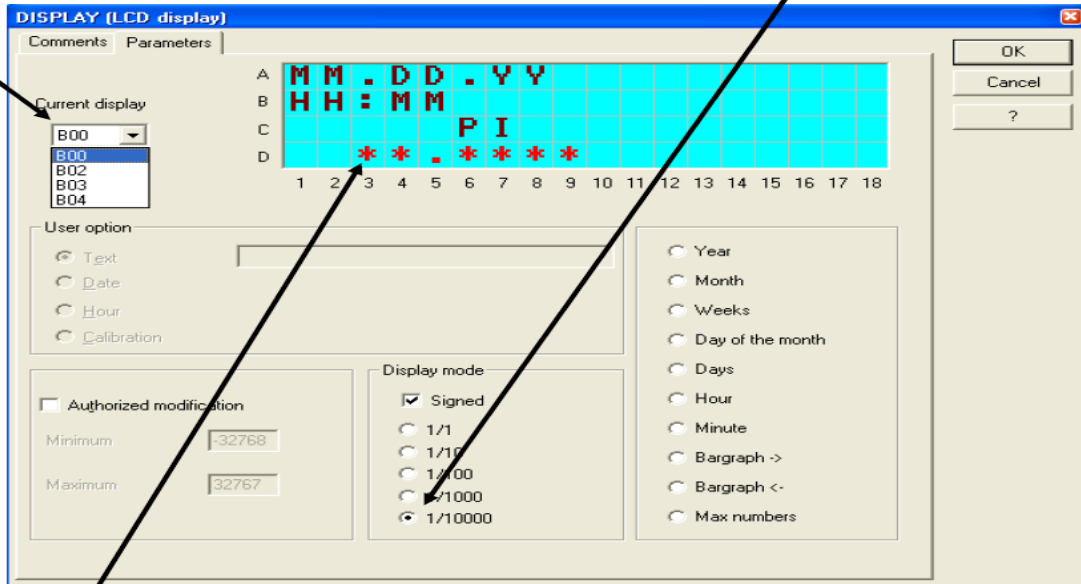 DISPLAY (LCD display)
Comments Parameters
OK
Cancel
?
Current display
B00
B00
B02
B03
B04
A MM.DD.YY
B HH:MM
C PI
D **.****
1 2 3 4 5 6 7 8 9 10 11 12 13 14 15 16 17 18
User option
Text
Date
Hour
Calibration
Authorized modification
Minimum -32768
Maximum 32767
Display mode
Signed
1/1
1/10
1/100
1/1000
1/10000
Year
Month
Weeks
Day of the month
Days
Hour
Minute
Bargraph ->
Bargraph <-
Max numbers